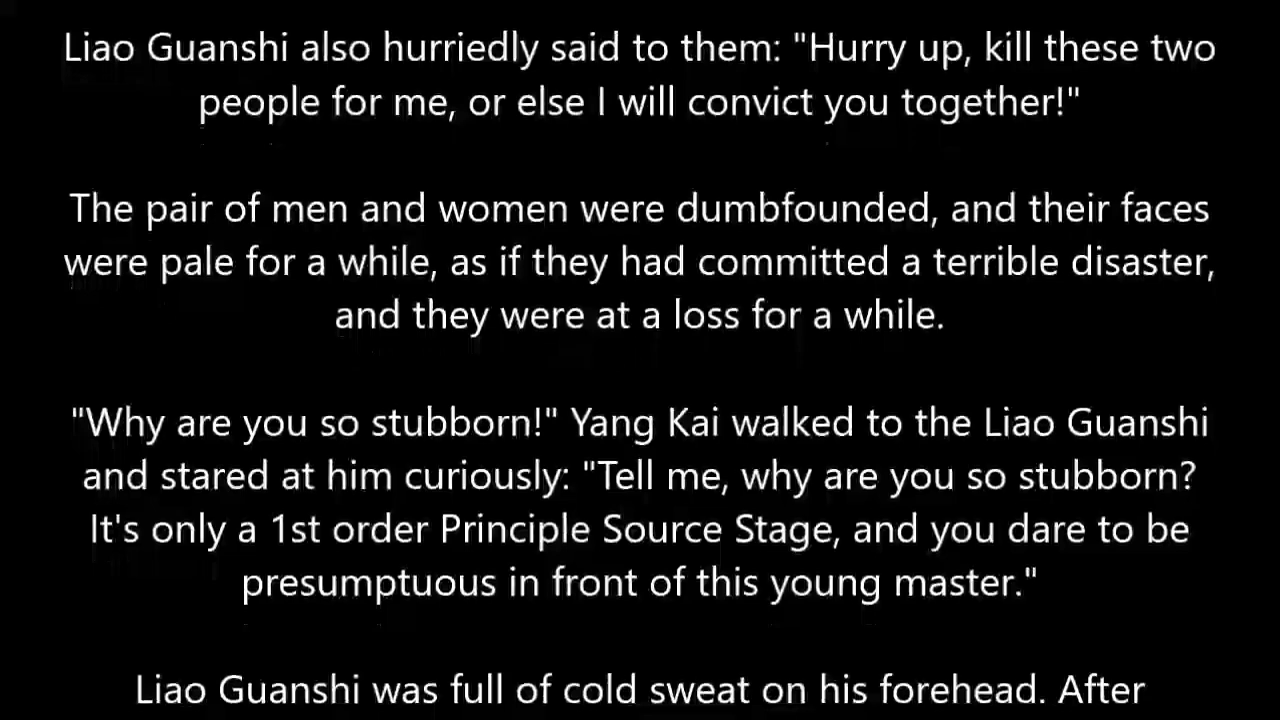 Liao Guanshi also hurriedly said to them: "Hurry up, kill these two
people for me, or else I will convict you together!"
The pair of men and women were dumbfounded, and their faces
were pale for a while, as if they had committed a terrible disaster,
and they were at a loss for a while.
"Why are you so stubborn!" Yang Kai walked to the Liao Guanshi
and stared at him curiously: "Tell me, why are you so stubborn?
It's only a 1st order Principle Source Stage, and you dare to be
presumptuous in front of this young master."
Liao Guanshi was full of cold sweat on his forehead. After